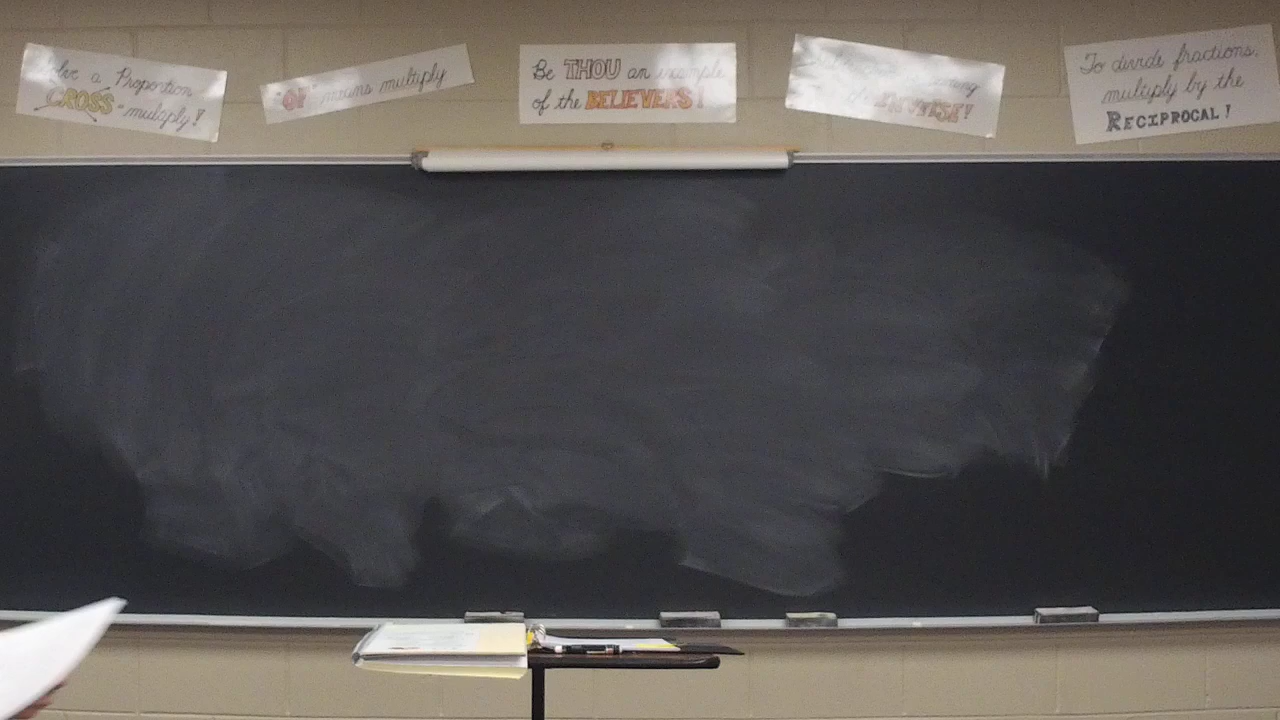 Solve a Proportion
"CROSS" multiply!
"OF" means multiply
Be THOU an example
of the BELIEVERS!
INVERSE!
To divide fractions,
multiply by the
RECIPROCAL!